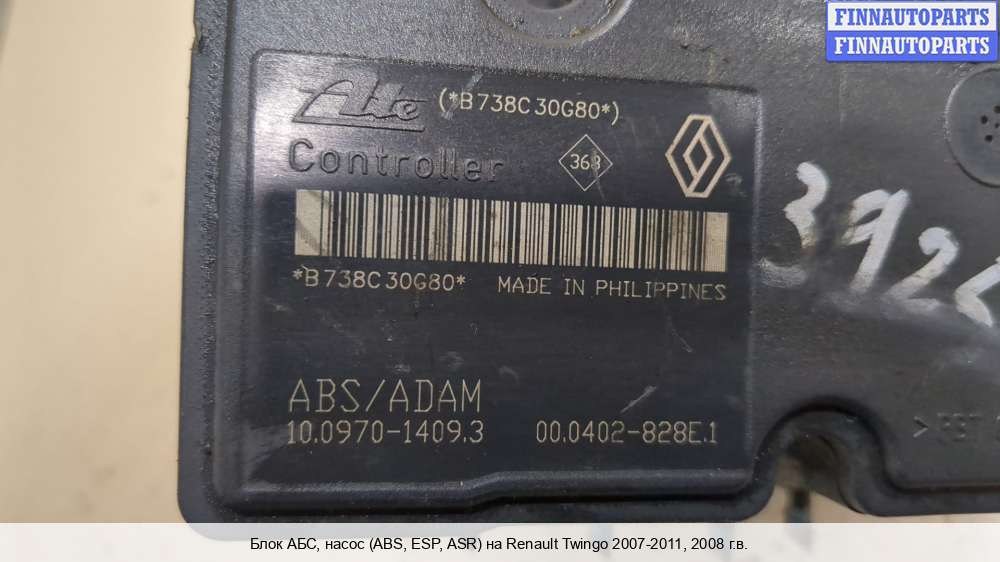 FINNAUTOPARTS
FINNAUTOPARTS
Ate (*B738C30G80*)
Controller 368
*B738C30G80* MADE IN PHILIPPINES
ABS/ADAM
10.0970-1409.3 00.0402-828E.1
Блок АБС, насос (ABS, ESP, ASR) на Renault Twingo 2007-2011, 2008 г.в.